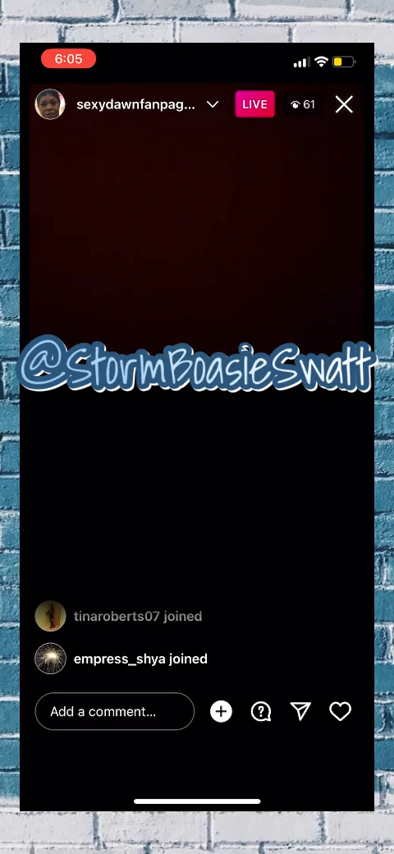 6:05
sexydawnfanpag...
LIVE
61
@StormBoasieSwatt
tinaroberts07 joined
empress_shya joined
Add a comment...